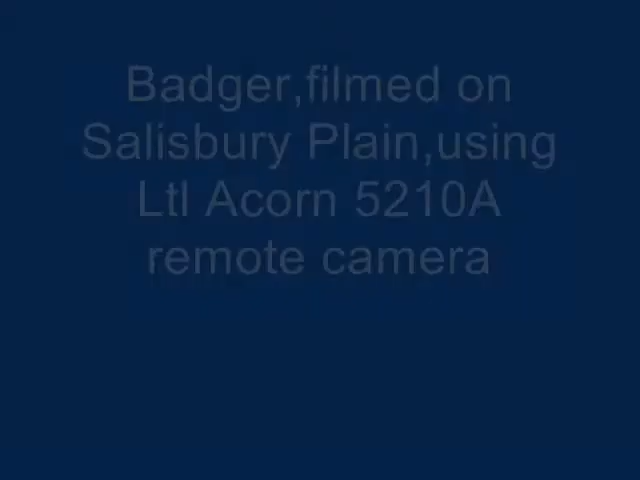 Badger,filmed on
Salisbury Plain,using
Ltl Acorn 5210A
remote camera